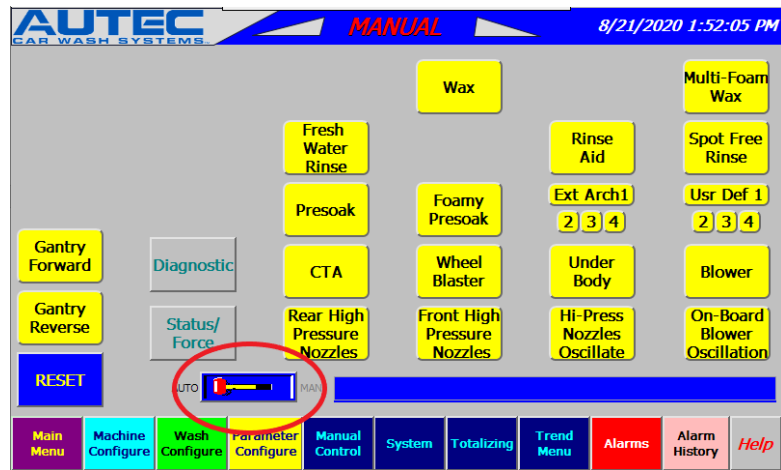 AUTEC
CAR WASH SYSTEMS
MANUAL
8/21/2020 1:52:05 PM
Wax
Multi-Foam
Wax
Fresh
Water
Rinse
Rinse
Aid
Spot Free
Rinse
Presoak
Foamy
Presoak
Ext Arch1)
2 3 4)
Usr Def 1)
2 3 4)
Gantry
Forward
Diagnostic
CTA
Wheel
Blaster
Under
Body
Blower
Gantry
Reverse
Status/
Force
Rear High
Pressure
Nozzles
Front High
Pressure
Nozzles
Hi-Press
Nozzles
Oscillate
On-Board
Blower
Oscillation
RESET
AUTO
MAN
Main
Menu
Machine
Configure
Wash
Configure
Parameter
Configure
Manual
Control
System
Totalizing
Trend
Menu
Alarms
Alarm
History
Help